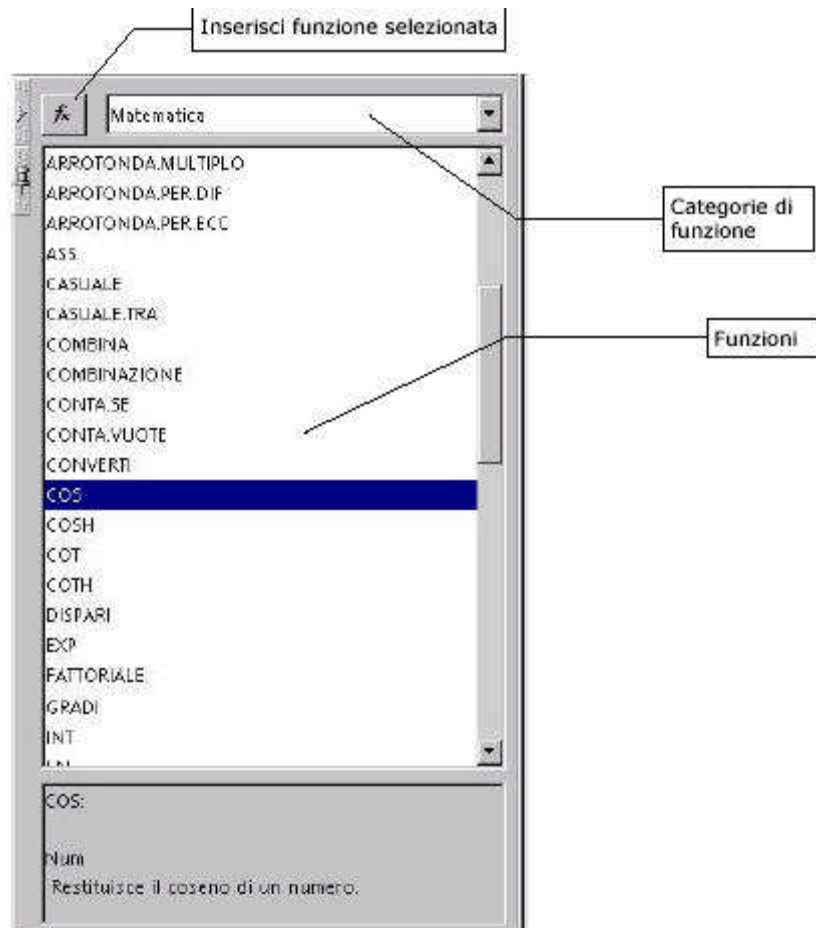 Inserisci funzione selezionata
fx
Matematica
ARROTONDA.MULTIPLO
ARROTONDA.PER.DIF
ARROTONDA.PER.ECC
ASS
CASUALE
CASUALE.TRA
COMBINA
COMBINAZIONE
CONTA.SE
CONTA.VUOTE
CONVERTI
COS
COSH
COT
COTH
DISPARI
EXP
FATTORIALE
GRADI
INT
Categorie di
funzione
Funzioni
COS:
Num
Restituisce il coseno di un numero.